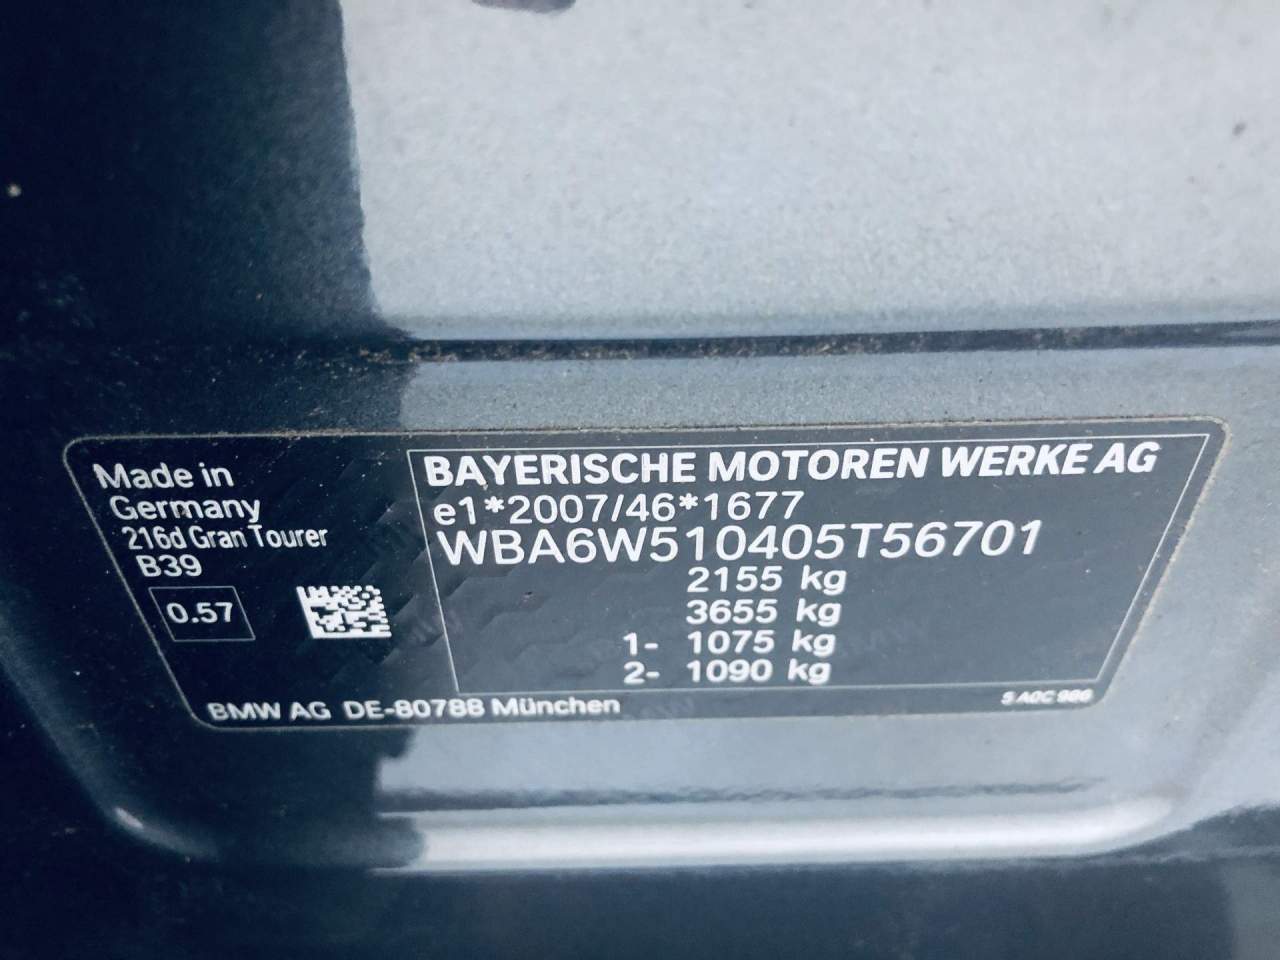 Made in
Germany
216d Gran Tourer
B39
0.57
BAYERISCHE MOTOREN WERKE AG
e1*2007/46*1677
WBA6W510405T56701
2155 kg
3655 kg
1- 1075 kg
2- 1090 kg
BMW AG DE-80788 München